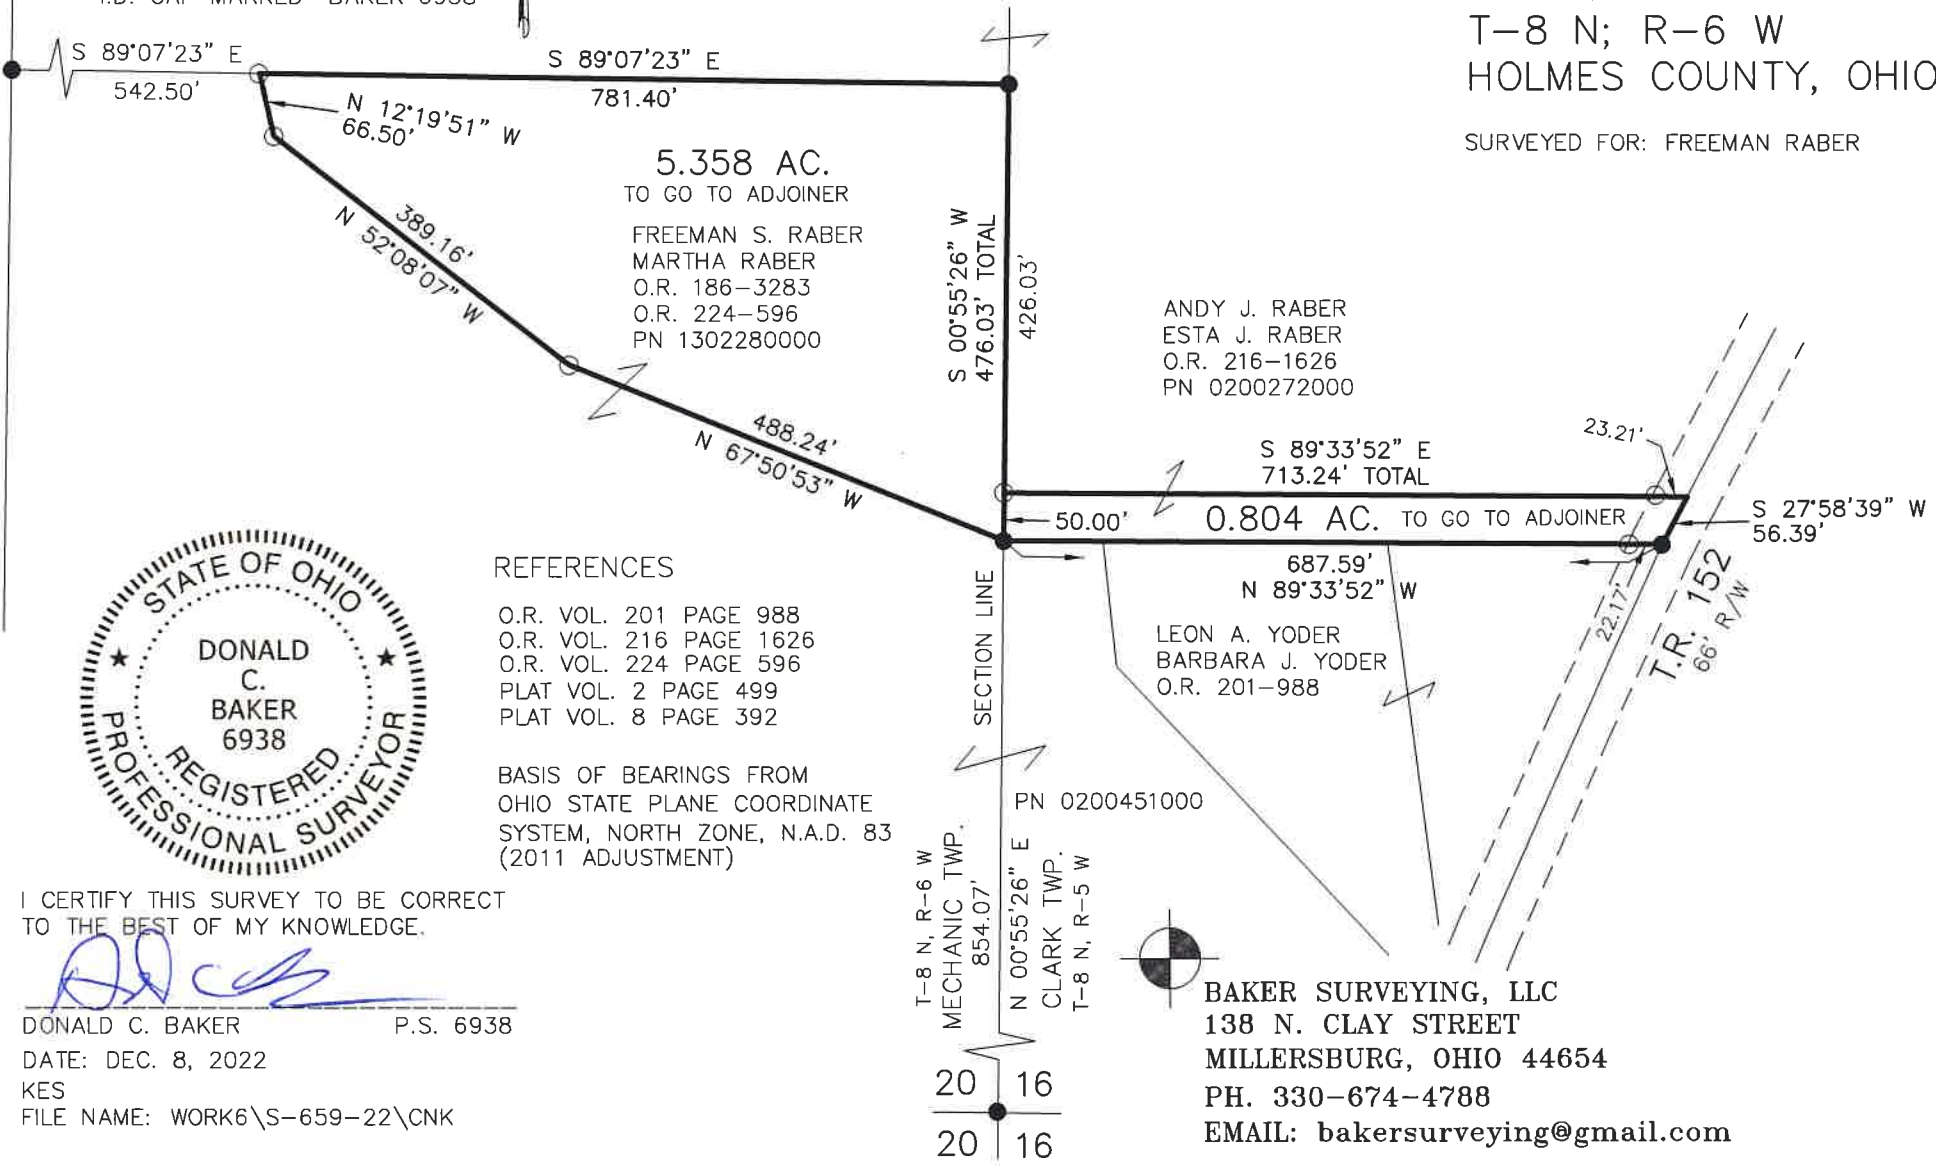 I.D. CAP MARKED "BAKER 6938"
T-8 N; R-6 W
HOLMES COUNTY, OHIO
SURVEYED FOR: FREEMAN RABER
S 89°07'23" E
542.50'
S 89°07'23" E
781.40'
N 12°19'51" W
66.50'
5.358 AC.
TO GO TO ADJOINER
FREEMAN S. RABER
MARTHA RABER
O.R. 186-3283
O.R. 224-596
PN 1302280000
389.16'
N 52°08'07" W
488.24'
N 67°50'53" W
S 00°55'26" W
476.03' TOTAL
426.03'
ANDY J. RABER
ESTA J. RABER
O.R. 216-1626
PN 0200272000
23.21'
S 89°33'52" E
713.24' TOTAL
50.00'
0.804 AC. TO GO TO ADJOINER
S 27°58'39" W
56.39'
687.59'
N 89°33'52" W
22.17'
T.R. 152
66' R/W
LEON A. YODER
BARBARA J. YODER
O.R. 201-988
SECTION LINE
PN 0200451000
T-8 N, R-6 W
MECHANIC TWP.
854.07'
N 00°55'26" E
CLARK TWP.
T-8 N, R-5 W
20 16
20 16
STATE OF OHIO
DONALD
C.
BAKER
6938
REGISTERED
PROFESSIONAL SURVEYOR
REFERENCES
O.R. VOL. 201 PAGE 988
O.R. VOL. 216 PAGE 1626
O.R. VOL. 224 PAGE 596
PLAT VOL. 2 PAGE 499
PLAT VOL. 8 PAGE 392
BASIS OF BEARINGS FROM
OHIO STATE PLANE COORDINATE
SYSTEM, NORTH ZONE, N.A.D. 83
(2011 ADJUSTMENT)
I CERTIFY THIS SURVEY TO BE CORRECT
TO THE BEST OF MY KNOWLEDGE.
DONALD C. BAKER P.S. 6938
DATE: DEC. 8, 2022
KES
FILE NAME: WORK6\S-659-22\CNK
BAKER SURVEYING, LLC
138 N. CLAY STREET
MILLERSBURG, OHIO 44654
PH. 330-674-4788
EMAIL: bakersurveying@gmail.com